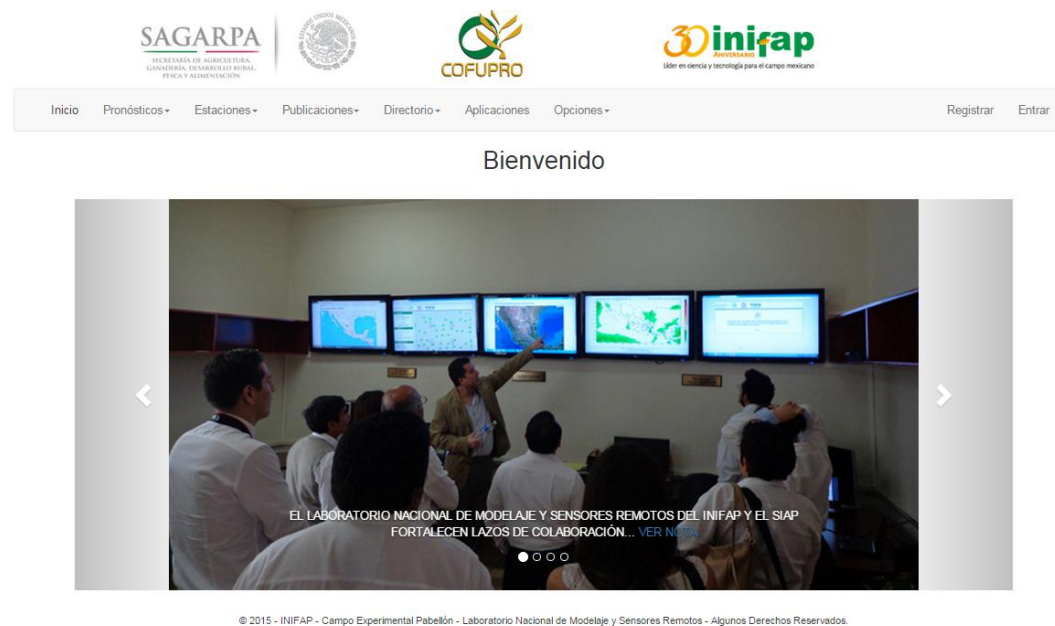 SAGARPA
SECRETARÍA DE AGRICULTURA,
GANADERÍA, DESARROLLO RURAL,
PESCA Y ALIMENTACIÓN
ESTADOS UNIDOS MEXICANOS
COFUPRO
30 inifap
ANIVERSARIO
Líder en ciencia y tecnología para el campo mexicano
Inicio Pronósticos Estaciones Publicaciones Directorio Aplicaciones Opciones Registrar Entrar
Bienvenido
EL LABORATORIO NACIONAL DE MODELAJE Y SENSORES REMOTOS DEL INIFAP Y EL SIAP
FORTALECEN LAZOS DE COLABORACIÓN... VER NOTA
© 2015 - INIFAP - Campo Experimental Pabellón - Laboratorio Nacional de Modelaje y Sensores Remotos - Algunos Derechos Reservados.